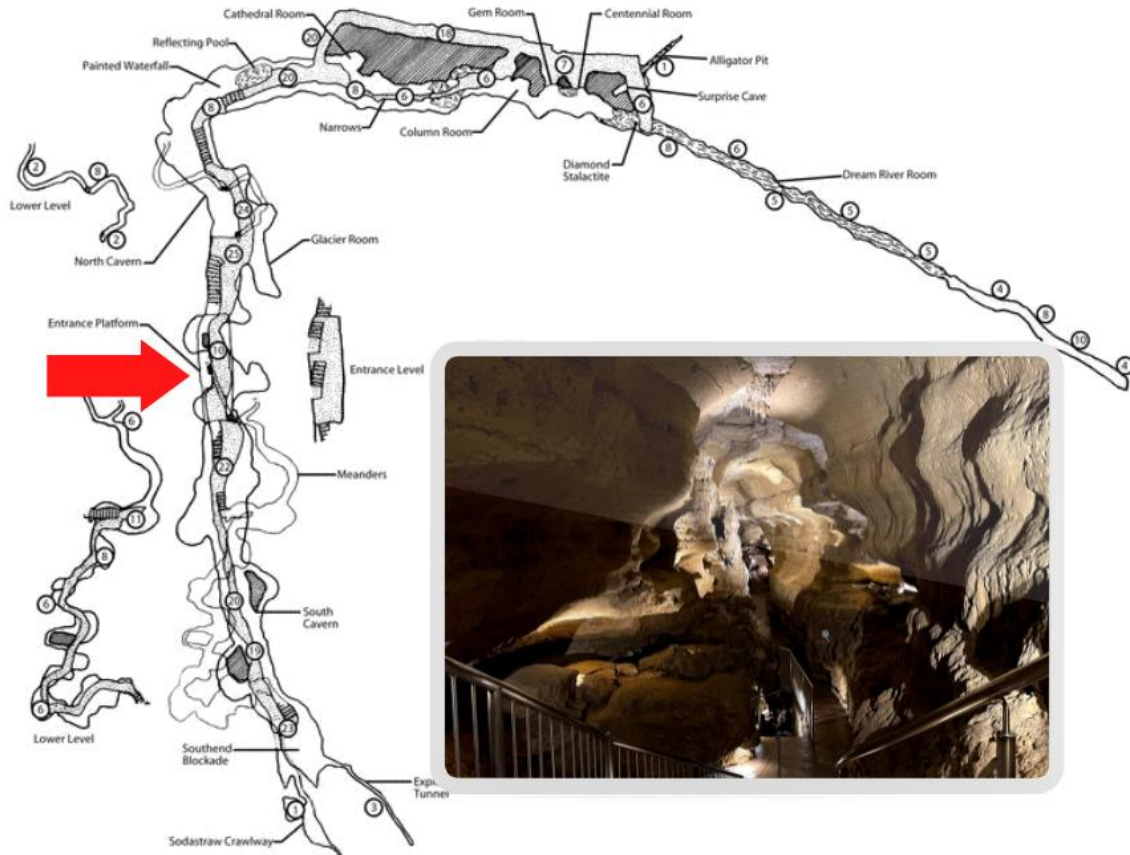 Cathedral Room
Gem Room
Centennial Room
Reflecting Pool
20
18
7
Alligator Pit
1
Painted Waterfall
20
6
8
6
Surprise Cave
6
8
Narrows
Column Room
8
6
2
8
Diamond
Stalactite
Dream River Room
5
Lower Level
24
5
2
North Cavern
25
Glacier Room
5
4
Entrance Platform
8
10
10
Entrance Level
4
6
22
Meanders
11
8
6
20
South
Cavern
19
6
23
Lower Level
Southend
Blockade
Tunnel
1
3
Sodastraw Crawlway